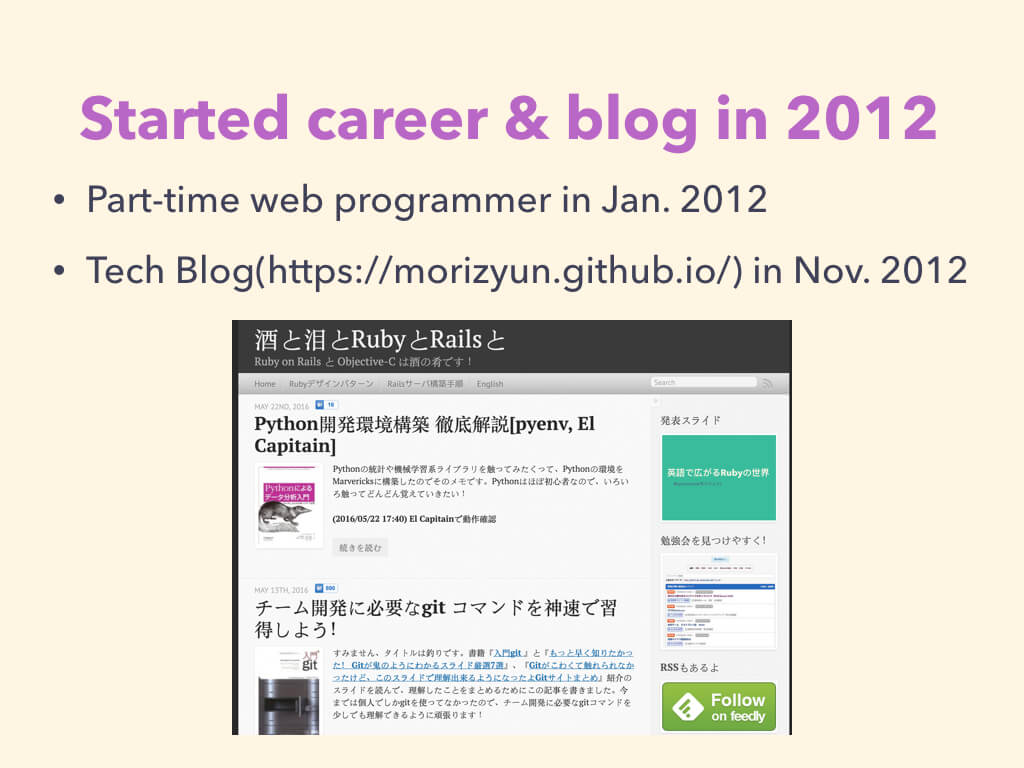 Started career & blog in 2012
• Part-time web programmer in Jan. 2012
• Tech Blog(https://morizyun.github.io/) in Nov. 2012
酒と泪とRubyとRailsと
Ruby on Rails と Objective-C は酒の肴です！
Home Rubyデザインパターン Railsサーバ構築手順 English Search
MAY 22ND, 2016 B! 18
Python開発環境構築 徹底解説[pyenv, El
Capitain]
Pythonによる
データ分析入門
Pythonの統計や機械学習系ライブラリを触ってみたくって、Pythonの環境を
Marvericksに構築したのでそのメモです。Pythonはほぼ初心者なので、いろい
ろ触ってどんどん覚えていきたい！
(2016/05/22 17:40) El Capitainで動作確認
続きを読む
MAY 13TH, 2016 B! 500
チーム開発に必要なgit コマンドを神速で習
得しよう!
入門
git
すみません、タイトルは釣りです。書籍『入門git 』と『もっと早く知りたかっ
た! Gitが鬼のようにわかるスライド厳選7選』、『Gitがこわくて触れられなか
ったけど、このスライドで理解出来るようになったよGitサイトまとめ』紹介の
スライドを読んで、理解したことをまとめるためにこの記事を書きました。今
までは個人でしかgitを使ってなかったので、チーム開発に必要なgitコマンドを
少しでも理解できるように頑張ります！
発表スライド
英語で広がるRubyの世界
勉強会を見つけやすく!
RSSもあるよ
Follow
on feedly